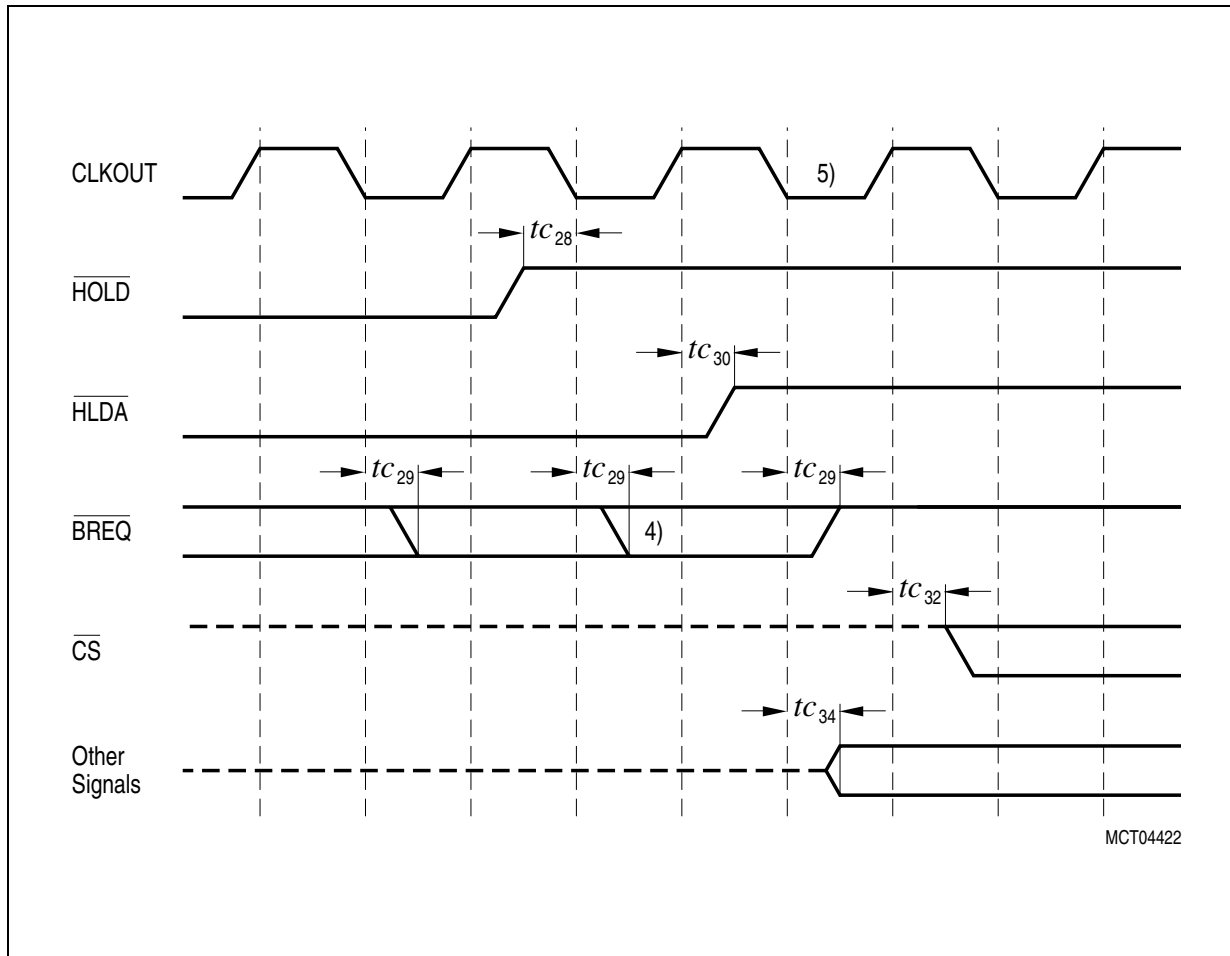 CLKOUT
5)
tc28
HOLD
tc30
HLDA
tc29 tc29 tc29
BREQ
4)
tc32
CS
tc34
Other
Signals
MCT04422